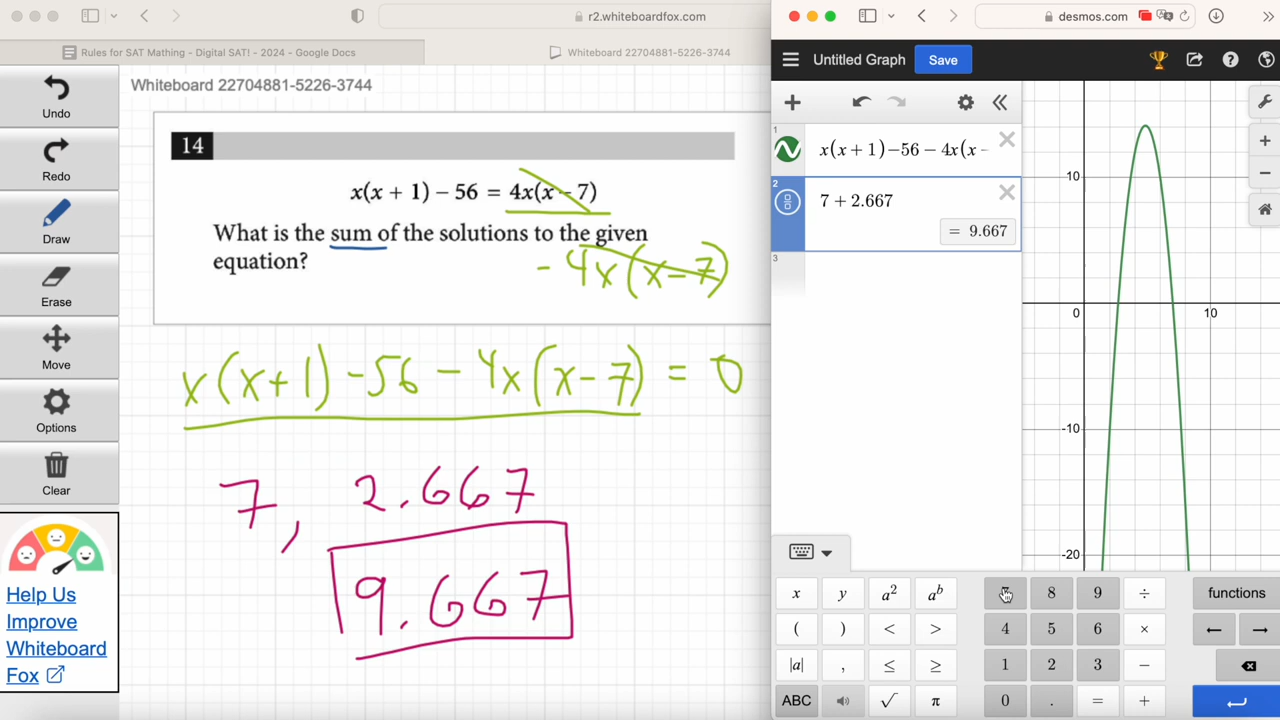 r2.whiteboardfox.com
desmos.com
Rules for SAT Mathing - Digital SAT! - 2024 - Google Docs
Whiteboard 22704881-5226-3744
Untitled Graph
Save
Whiteboard 22704881-5226-3744
Undo
Redo
Draw
Erase
Move
Options
Clear
Help Us
Improve
Whiteboard
Fox
14
x(x + 1) − 56 = 4x(x − 7)
What is the sum of the solutions to the given
equation?
- 4x(x-7)
x(x+1) -56 - 4x(x-7) = 0
7, 2.667
9.667
1
x(x + 1) −56 − 4x(x −
2
7 + 2.667
= 9.667
3
10
0
10
-10
-20
x y a² aᵇ 7 8 9 ÷ functions
( ) < > 4 5 6 × ← →
|a| , ≤ ≥ 1 2 3 −
ABC √ π 0 . = +